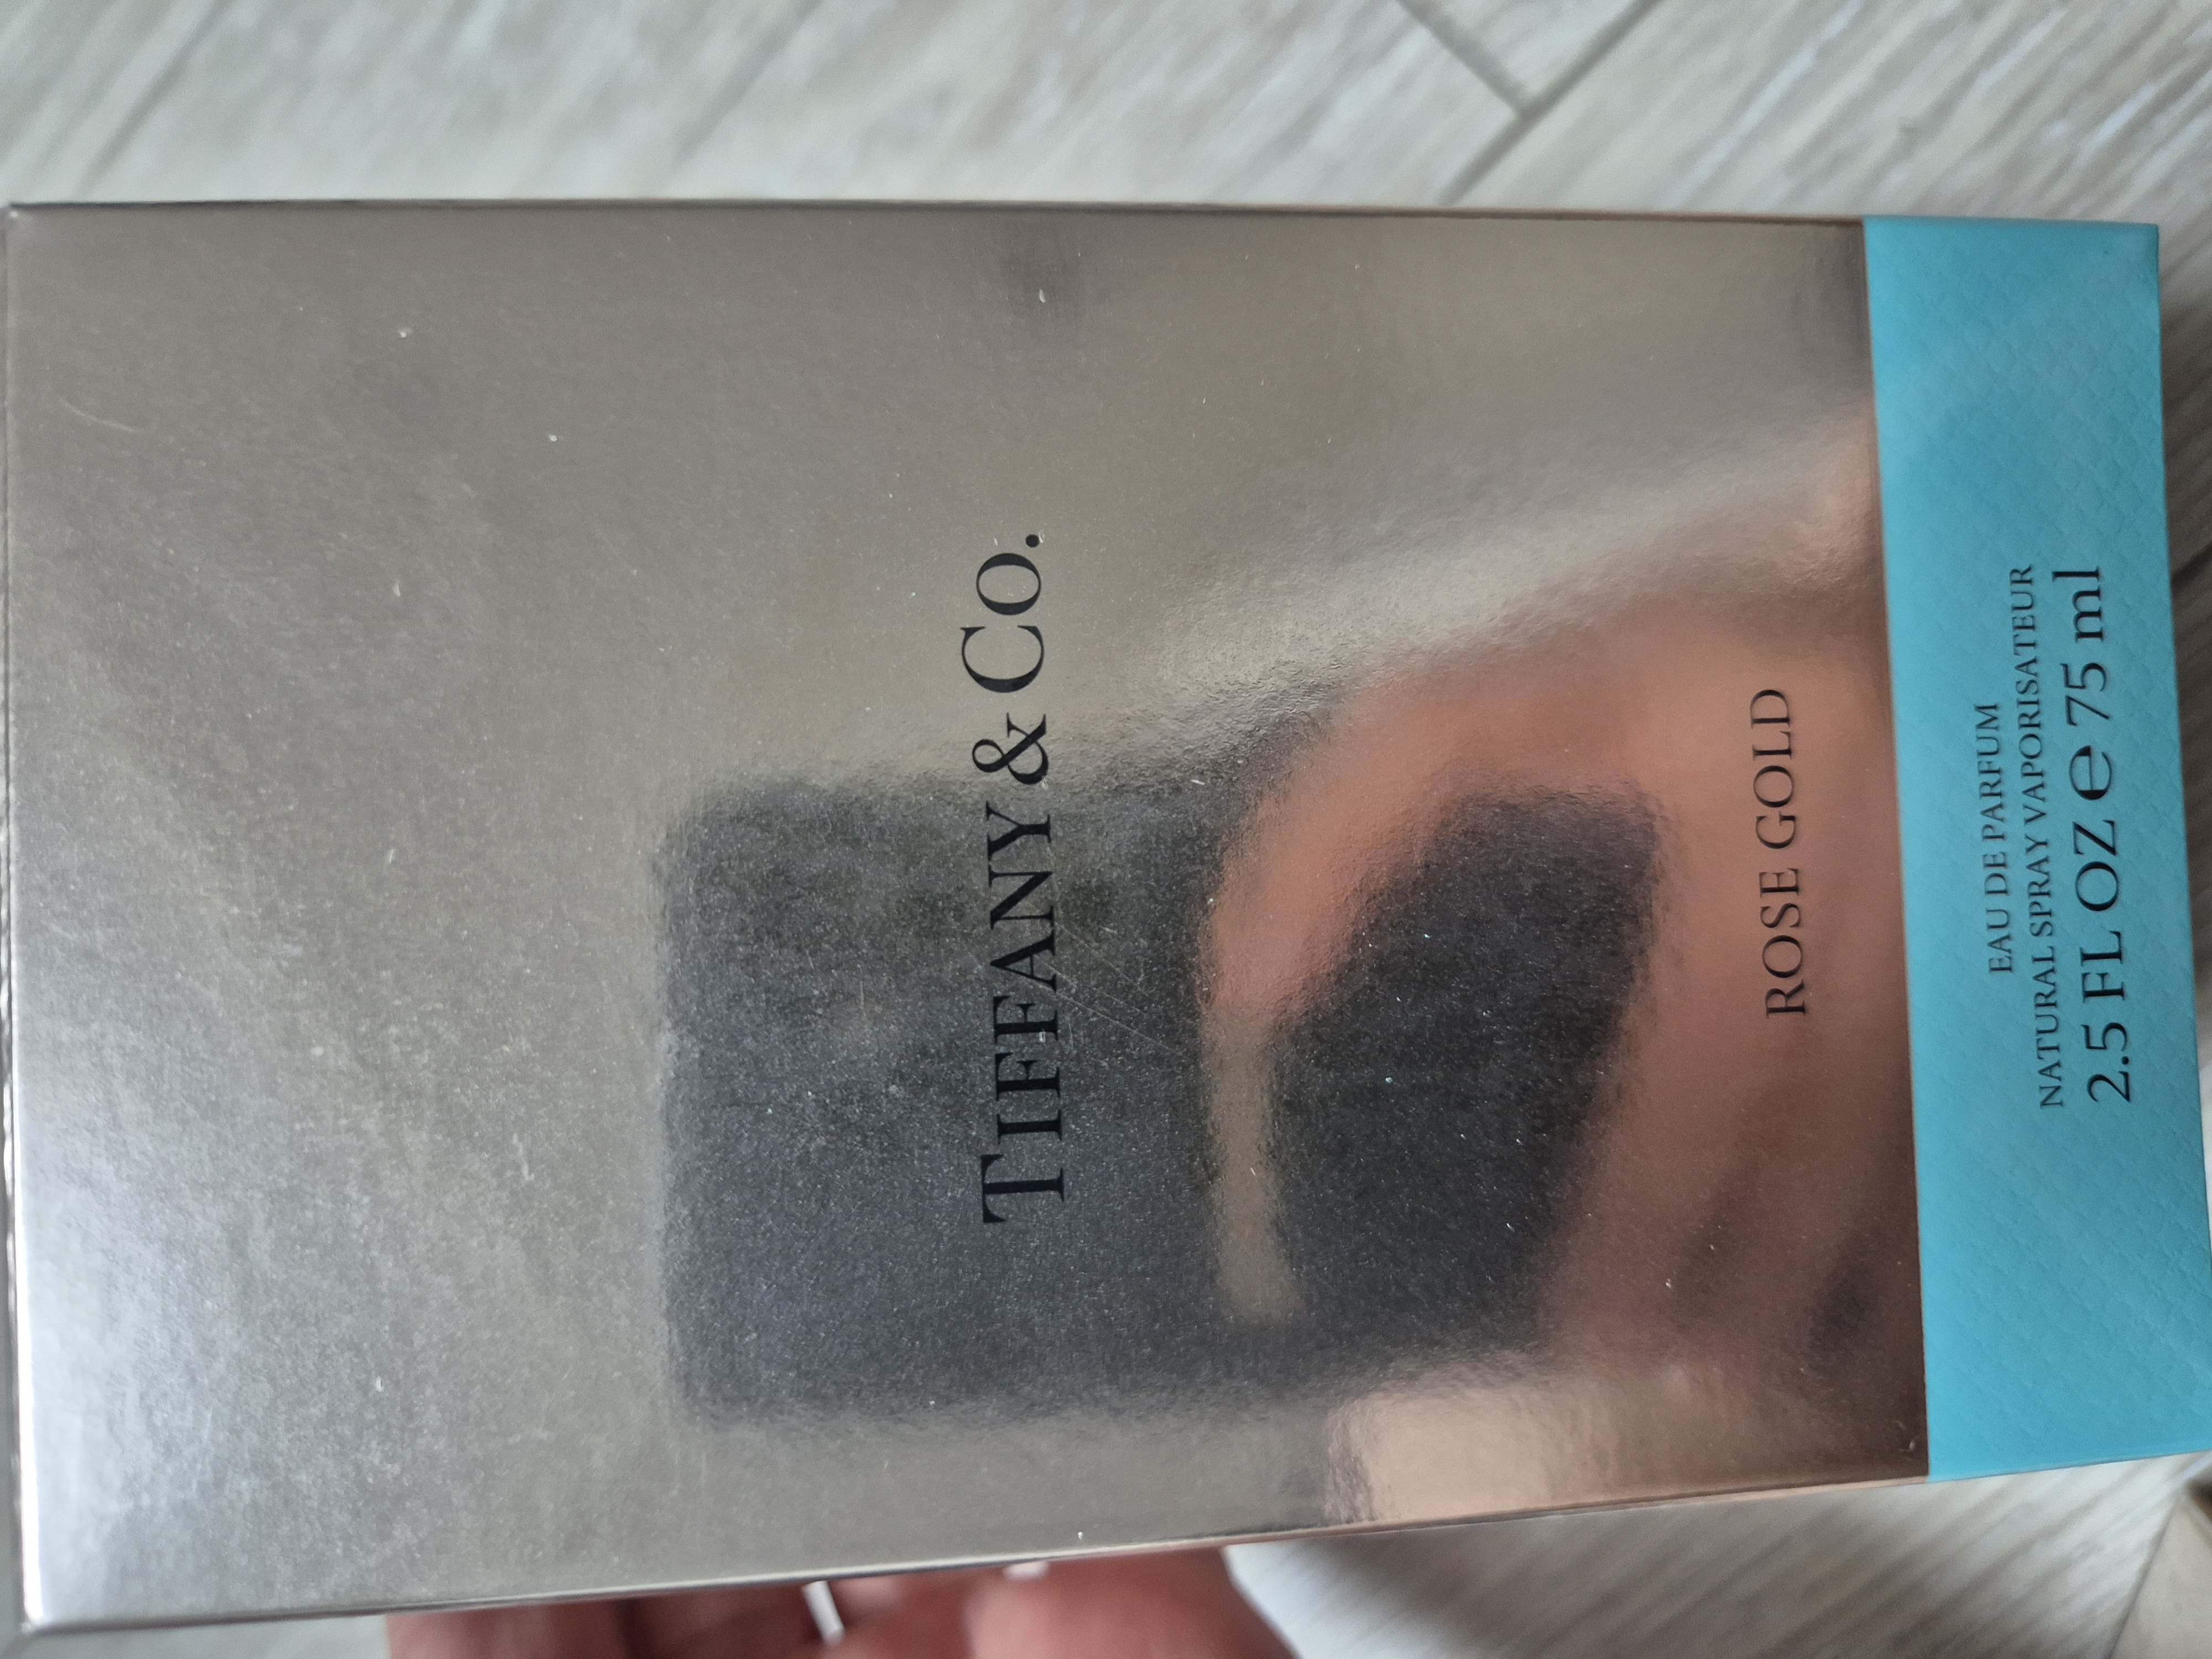 TIFFANY & CO.
ROSE GOLD
EAU DE PARFUM
NATURAL SPRAY VAPORISATEUR
2.5 FL OZ ℮ 75 ml